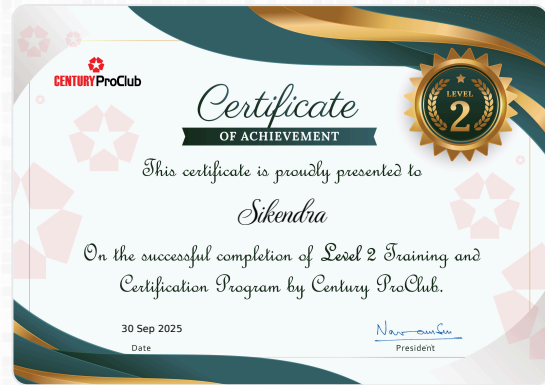 CENTURY ProClub
LEVEL
2
Certificate
OF ACHIEVEMENT
This certificate is proudly presented to
Sikendra
On the successful completion of Level 2 Training and
Certification Program by Century ProClub.
30 Sep 2025
Date
President